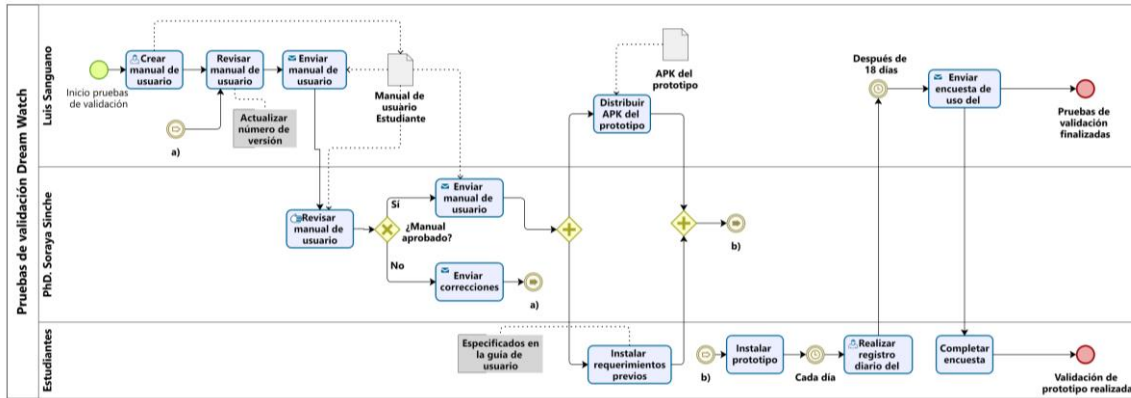 Pruebas de validación Dream Watch
Luis Sanguano
Inicio pruebas
de validación
Crear
manual de
usuario
Revisar
manual de
usuario
Enviar
manual de
usuario
a)
Actualizar
número de
versión
Manual de
usuario
Estudiante
APK del
prototipo
Distribuir
APK del
prototipo
Después de
18 días
Enviar
encuesta de
uso del
Pruebas de
validación
finalizadas
PhD. Soraya Sinche
Revisar
manual de
usuario
Sí
¿Manual
aprobado?
No
Enviar
manual de
usuario
Enviar
correcciones
a)
b)
Estudiantes
Especificados en
la guía de
usuario
Instalar
requerimientos
previos
b)
Instalar
prototipo
Cada día
Realizar
registro
diario del
Completar
encuesta
Validación de
prototipo realizada